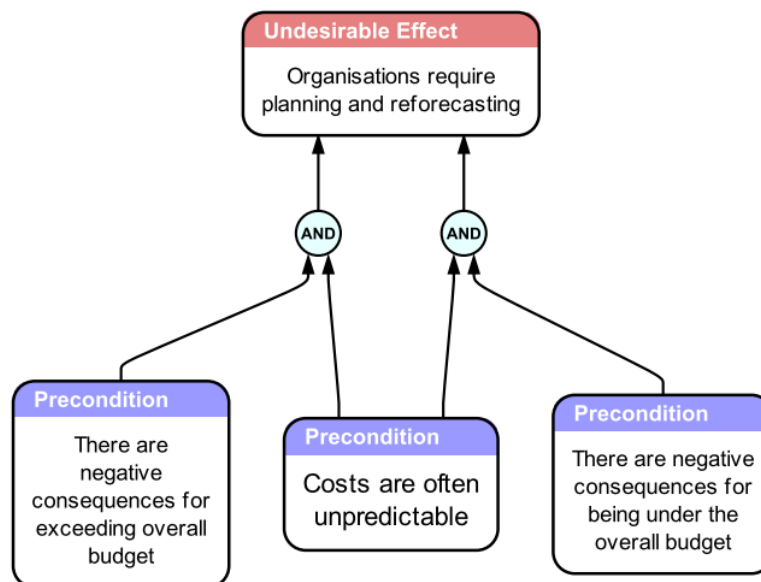 Undesirable Effect
Organisations require
planning and reforecasting
AND
AND
Precondition
There are
negative
consequences for
exceeding overall
budget
Precondition
Costs are often
unpredictable
Precondition
There are negative
consequences for
being under the
overall budget